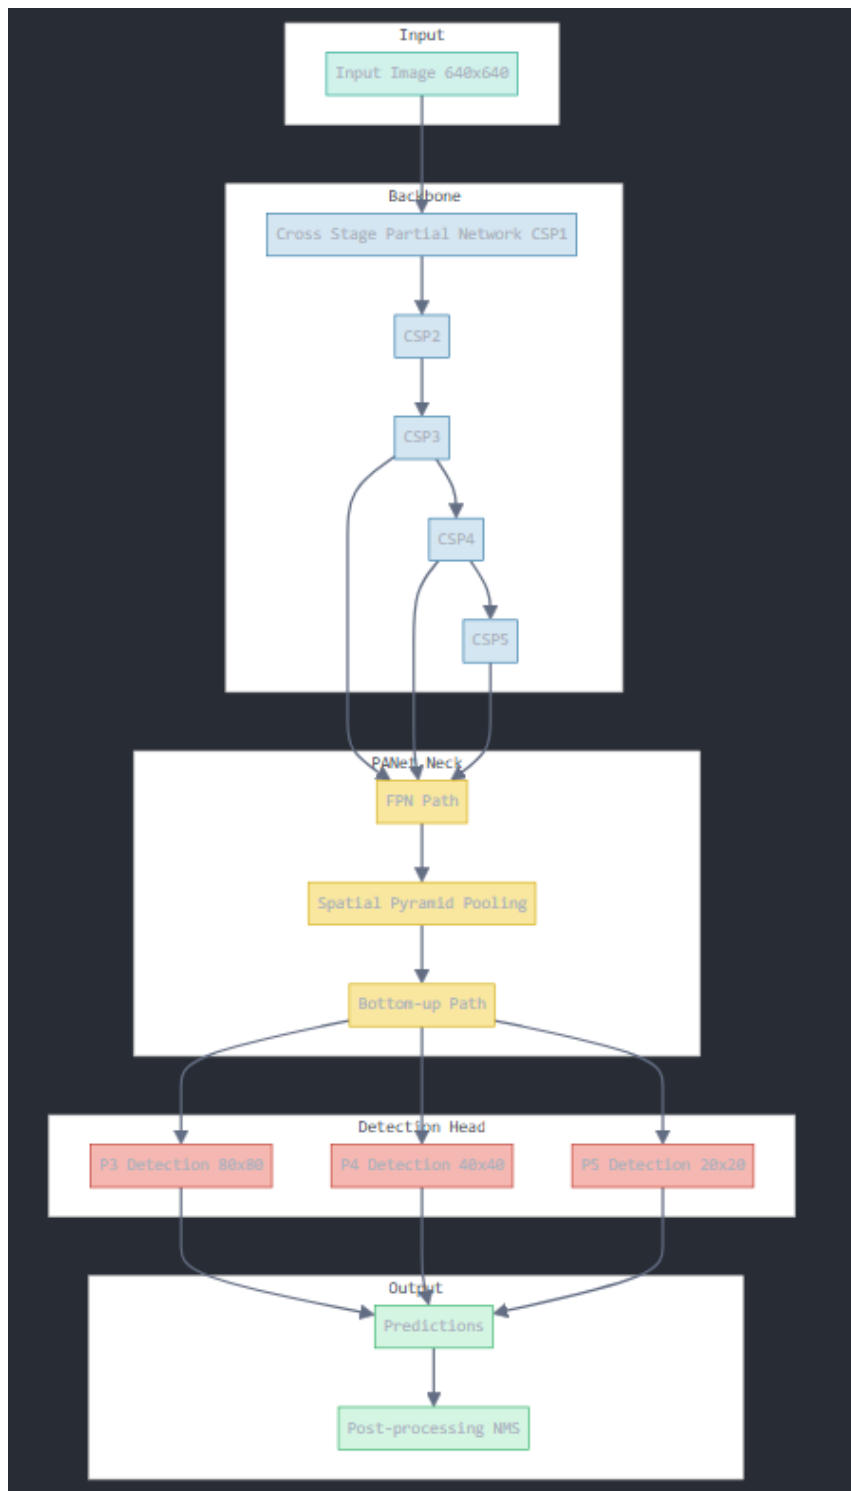 Input
Input Image 640x640
Backbone
Cross Stage Partial Network CSP1
CSP2
CSP3
CSP4
CSP5
PANet Neck
FPN Path
Spatial Pyramid Pooling
Bottom-up Path
Detection Head
P3 Detection 80x80
P4 Detection 40x40
P5 Detection 20x20
Output
Predictions
Post-processing NMS